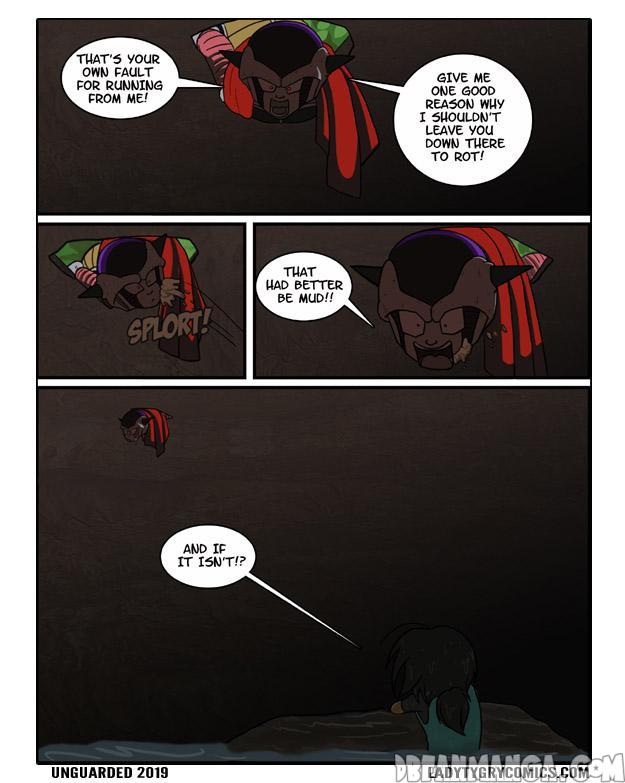 THAT'S YOUR
OWN FAULT
FOR RUNNING
FROM ME!
GIVE ME
ONE GOOD
REASON WHY
I SHOULDN'T
LEAVE YOU
DOWN THERE
TO ROT!
SPLORT!
THAT
HAD BETTER
BE MUD!!
AND IF
IT ISN'T!?
UNGUARDED 2019
LADYTYGRYCOMICS.COM
DBFANMANGA.COM